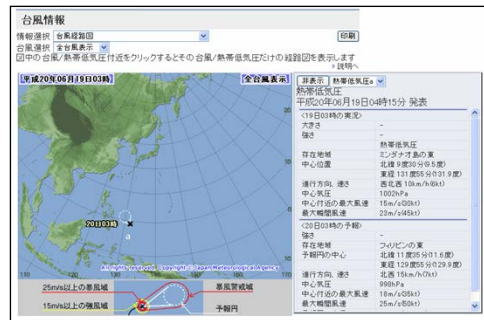 台風情報
情報選択 台風経路図
印刷
台風選択 全台風表示
図中の台風/熱帯低気圧付近をクリックするとその台風/熱帯低気圧だけの経路図を表示します
説明へ
平成20年06月19日03時
全台風表示
20日03時
a
110
120
130
140
All rights reserved. Copyright © Japan Meteorological Agency
25m/s以上の暴風域
暴風警戒域
15m/s以上の強風域
予報円
非表示 熱帯低気圧a
熱帯低気圧
平成20年06月19日04時15分 発表
<19日03時の実況>
大きさ -
強さ -
熱帯低気圧
存在地域 ミンダナオ島の東
中心位置 北緯 9度30分(9.5度)
東経 131度55分(131.9度)
進行方向、速さ 西北西 10km/h(6kt)
中心気圧 1002hPa
中心付近の最大風速 15m/s(30kt)
最大瞬間風速 23m/s(45kt)
<20日03時の予報>
強さ -
存在地域 フィリピンの東
予報円の中心 北緯 11度35分(11.6度)
東経 129度55分(129.9度)
進行方向、速さ 北西 15km/h(7kt)
中心気圧 998hPa
中心付近の最大風速 18m/s(35kt)
最大瞬間風速 25m/s(50kt)